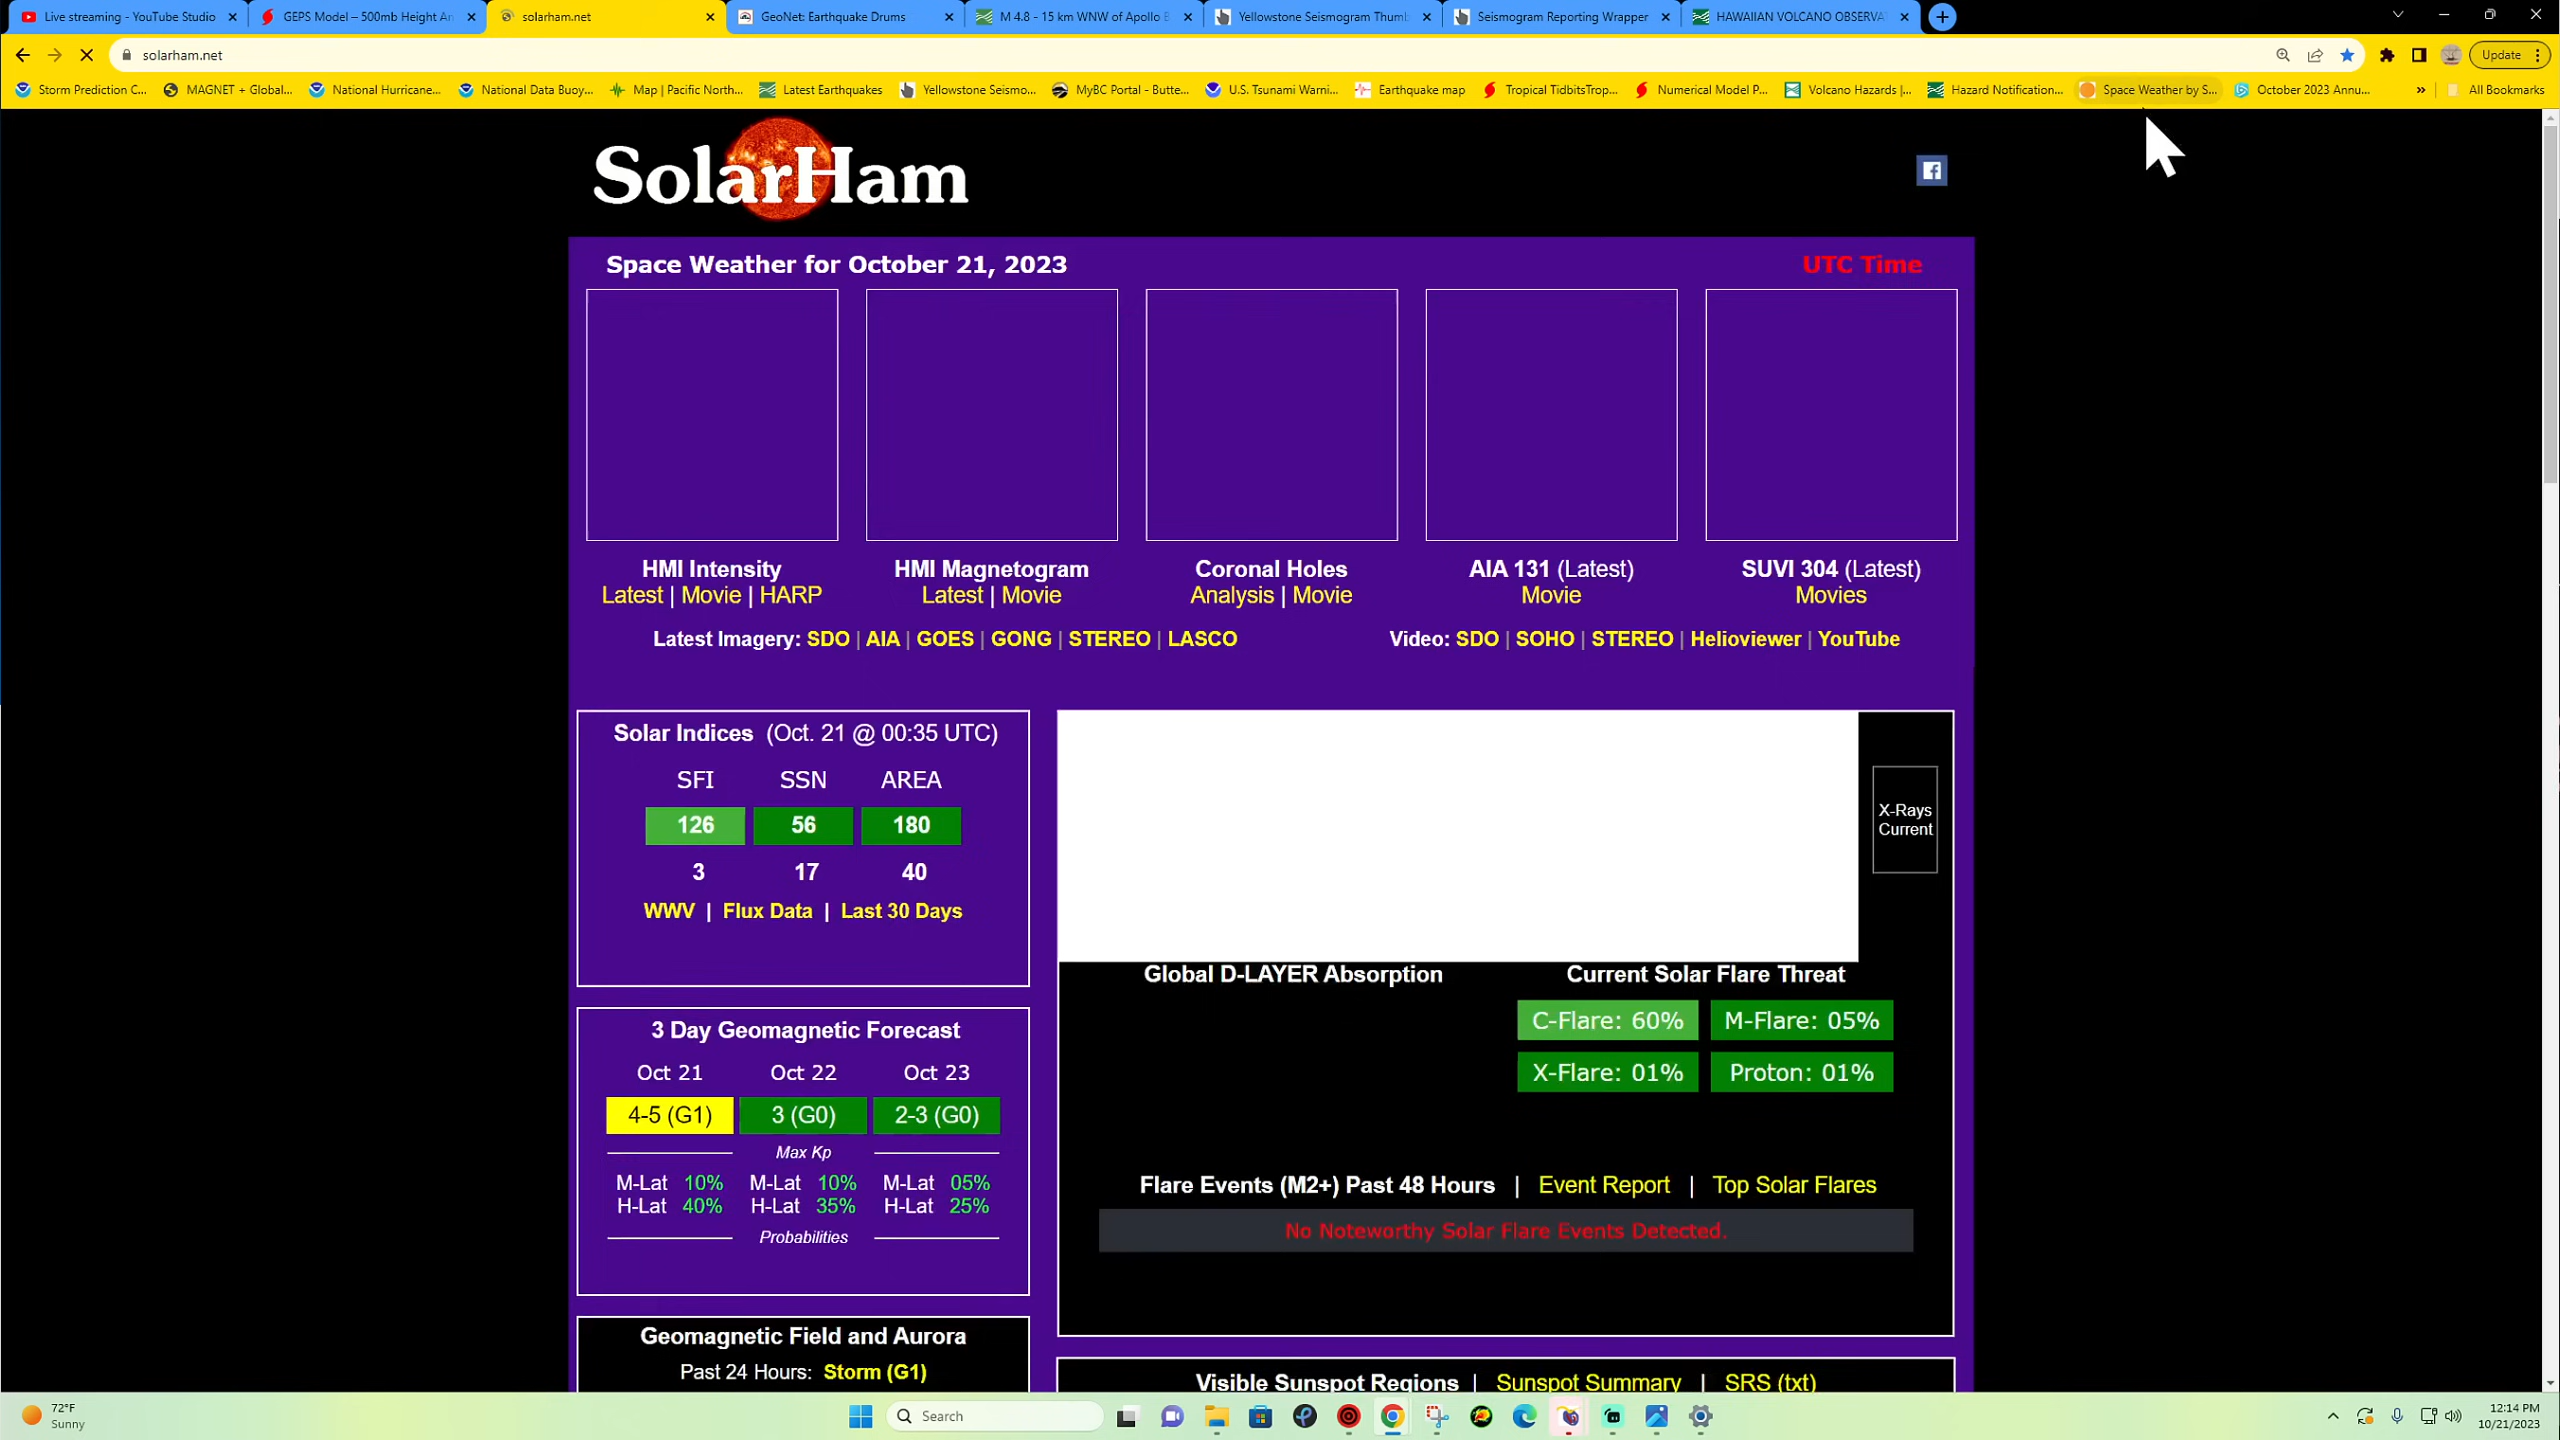 Live streaming - YouTube Studio
GEPS Model – 500mb Height An
solarham.net
GeoNet: Earthquake Drums
M 4.8 - 15 km WNW of Apollo B
Yellowstone Seismogram Thumb
Seismogram Reporting Wrapper
HAWAIIAN VOLCANO OBSERVAT
solarham.net
Update
Storm Prediction C...
MAGNET + Global...
National Hurricane...
National Data Buoy...
Map | Pacific North...
Latest Earthquakes
Yellowstone Seismo...
MyBC Portal - Butte...
U.S. Tsunami Warni...
Earthquake map
Tropical TidbitsTrop...
Numerical Model P...
Volcano Hazards |...
Hazard Notification...
Space Weather by S...
October 2023 Annu...
All Bookmarks
SolarHam
Space Weather for October 21, 2023
UTC Time
HMI Intensity
Latest | Movie | HARP
HMI Magnetogram
Latest | Movie
Coronal Holes
Analysis | Movie
AIA 131 (Latest)
Movie
SUVI 304 (Latest)
Movies
Latest Imagery: SDO | AIA | GOES | GONG | STEREO | LASCO
Video: SDO | SOHO | STEREO | Helioviewer | YouTube
Solar Indices (Oct. 21 @ 00:35 UTC)
SFI SSN AREA
126 56 180
3 17 40
WWV | Flux Data | Last 30 Days
X-Rays
Current
Global D-LAYER Absorption
Current Solar Flare Threat
C-Flare: 60% M-Flare: 05%
X-Flare: 01% Proton: 01%
Flare Events (M2+) Past 48 Hours | Event Report | Top Solar Flares
No Noteworthy Solar Flare Events Detected.
3 Day Geomagnetic Forecast
Oct 21 Oct 22 Oct 23
4-5 (G1) 3 (G0) 2-3 (G0)
Max Kp
M-Lat 10% M-Lat 10% M-Lat 05%
H-Lat 40% H-Lat 35% H-Lat 25%
Probabilities
Geomagnetic Field and Aurora
Past 24 Hours: Storm (G1)
Visible Sunspot Regions | Sunspot Summary | SRS (txt)
72°F
Sunny
Search
12:14 PM
10/21/2023